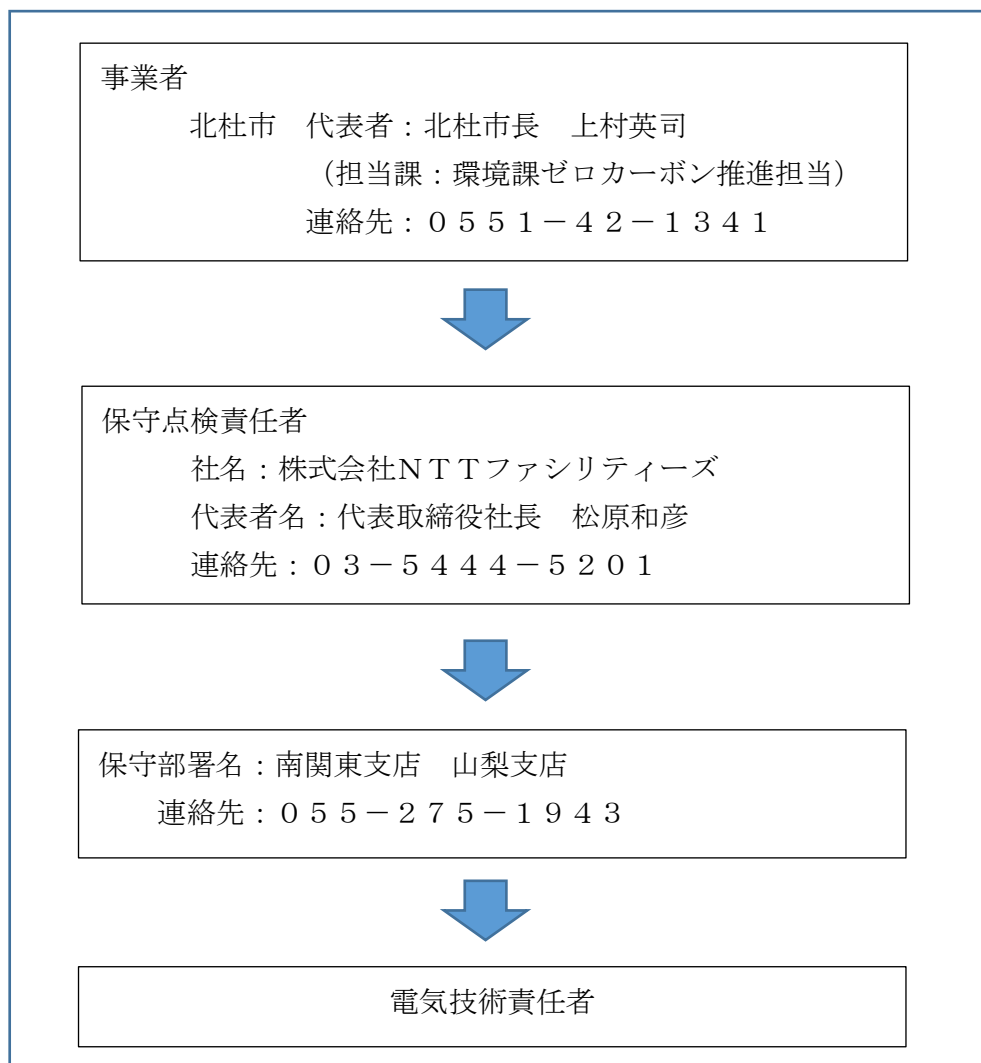 事業者
北杜市　代表者：北杜市長　上村英司
（担当課：環境課ゼロカーボン推進担当）
連絡先：０５５１－４２－１３４１
保守点検責任者
社名：株式会社ＮＴＴファシリティーズ
代表者名：代表取締役社長　松原和彦
連絡先：０３－５４４４－５２０１
保守部署名：南関東支店　山梨支店
連絡先：０５５－２７５－１９４３
電気技術責任者